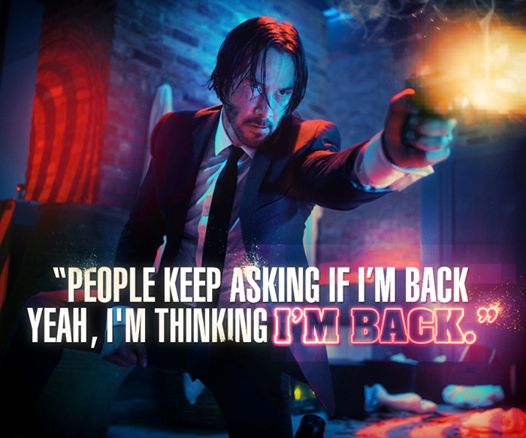 “PEOPLE KEEP ASKING IF I’M BACK
YEAH, I'M THINKING I’M BACK.”